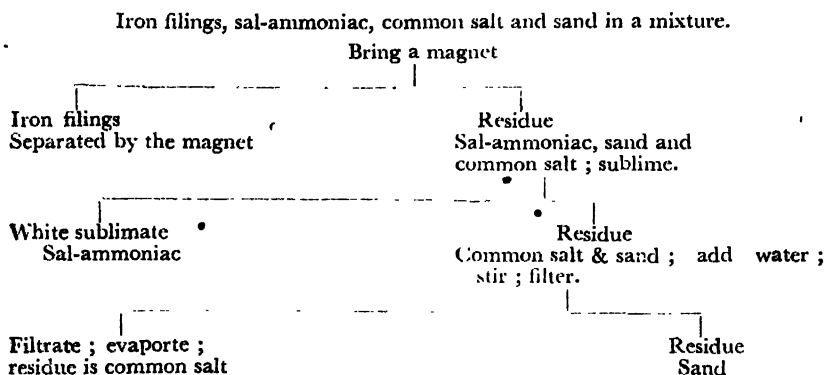 Iron filings, sal-ammoniac, common salt and sand in a mixture.
Bring a magnet
Iron filings
Separated by the magnet
Residue
Sal-ammoniac, sand and
common salt ; sublime.
White sublimate
Sal-ammoniac
Residue
Common salt & sand ; add water ;
stir ; filter.
Filtrate ; evaporte ;
residue is common salt
Residue
Sand